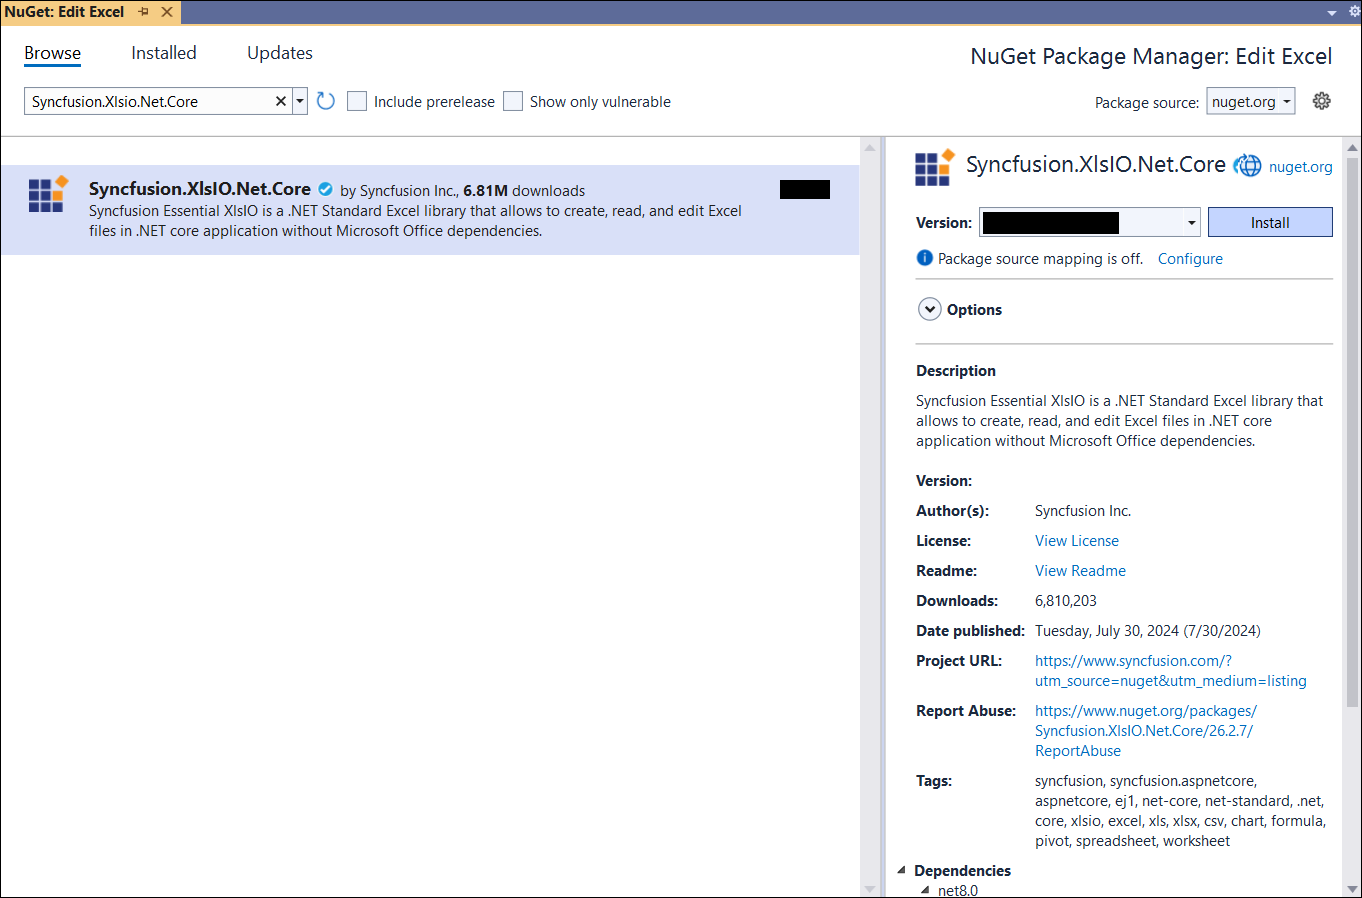 NuGet: Edit Excel
Browse Installed Updates
NuGet Package Manager: Edit Excel
Syncfusion.Xlsio.Net.Core
Include prerelease
Show only vulnerable
Package source: nuget.org
Syncfusion.XlsIO.Net.Core by Syncfusion Inc., 6.81M downloads
Syncfusion Essential XlsIO is a .NET Standard Excel library that allows to create, read, and edit Excel
files in .NET core application without Microsoft Office dependencies.
Syncfusion.XlsIO.Net.Core nuget.org
Version: Install
Package source mapping is off. Configure
Options
Description
Syncfusion Essential XlsIO is a .NET Standard Excel library that
allows to create, read, and edit Excel files in .NET core
application without Microsoft Office dependencies.
Version:
Author(s): Syncfusion Inc.
License: View License
Readme: View Readme
Downloads: 6,810,203
Date published: Tuesday, July 30, 2024 (7/30/2024)
Project URL: https://www.syncfusion.com/?
utm_source=nuget&utm_medium=listing
Report Abuse: https://www.nuget.org/packages/
Syncfusion.XlsIO.Net.Core/26.2.7/
ReportAbuse
Tags: syncfusion, syncfusion.aspnetcore,
aspnetcore, ej1, net-core, net-standard, .net,
core, xlsio, excel, xls, xlsx, csv, chart, formula,
pivot, spreadsheet, worksheet
Dependencies
net8.0